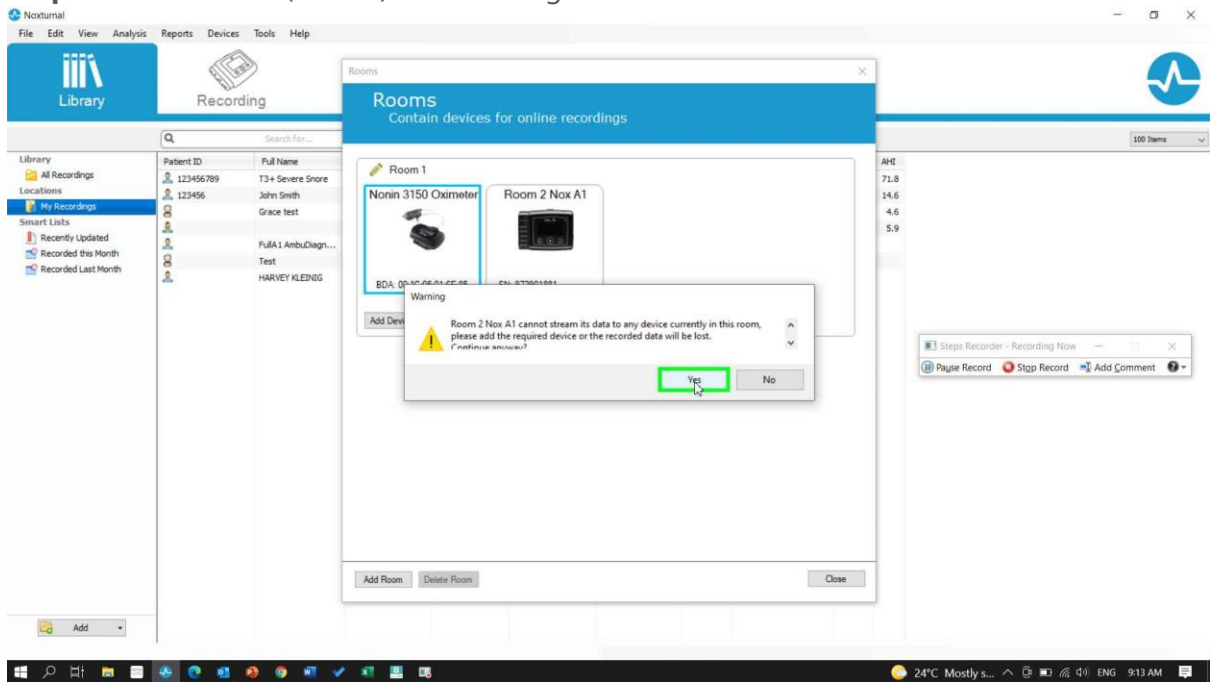 Noxturnal
File Edit View Analysis Reports Devices Tools Help
Library
Recording
Rooms
Rooms
Contain devices for online recordings
Search for...
100 Items
Library
All Recordings
Locations
My Recordings
Smart Lists
Recently Updated
Recorded this Month
Recorded Last Month
Patient ID Full Name AHI
123456789 T3+ Severe Snore 71.8
123456 John Smith 14.6
Grace test 4.6
5.9
FullA1 AmbuDiagn...
Test
HARVEY KLEINIG
Room 1
Nonin 3150 Oximeter
Room 2 Nox A1
Warning
Room 2 Nox A1 cannot stream its data to any device currently in this room,
please add the required device or the recorded data will be lost.
Continue anyway?
Yes No
Add Devi
Steps Recorder - Recording Now
Pause Record Stop Record Add Comment
Add Room Delete Room Close
Add
24°C Mostly s... ENG 9:13 AM